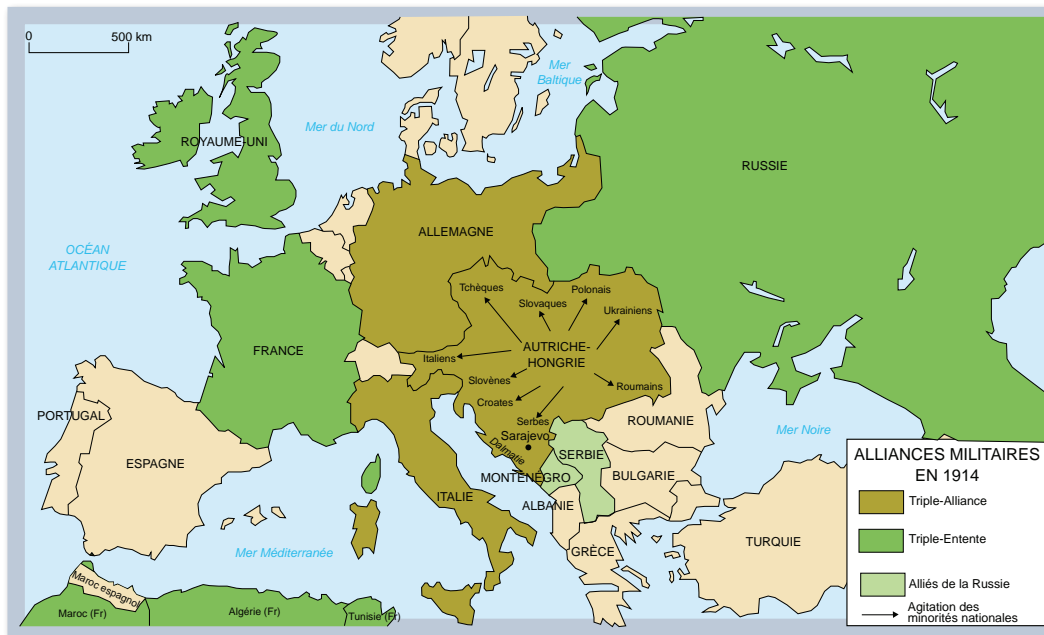 0 500 km
Mer
Baltique
Mer du Nord
ROYAUME-UNI
RUSSIE
OCÉAN
ATLANTIQUE
ALLEMAGNE
Tchèques
Slovaques
Polonais
Ukrainiens
FRANCE
Italiens
AUTRICHE-
HONGRIE
Slovènes
Roumains
Croates
Serbes
Sarajevo
Dalmatie
PORTUGAL
ESPAGNE
ROUMANIE
Mer Noire
SERBIE
MONTÉNÉGRO
BULGARIE
ITALIE
ALBANIE
GRÈCE
TURQUIE
Mer Méditerranée
Maroc espagnol
Maroc (Fr)
Algérie (Fr)
Tunisie (Fr)
ALLIANCES MILITAIRES
EN 1914
Triple-Alliance
Triple-Entente
Alliés de la Russie
Agitation des
minorités nationales